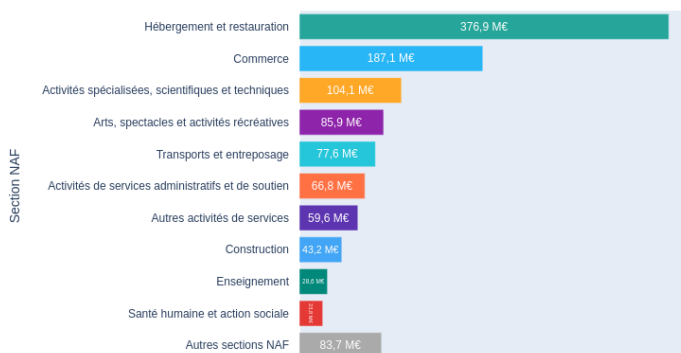 Hébergement et restauration
376,9 M€
Commerce
187,1 M€
Activités spécialisées, scientifiques et techniques
104,1 M€
Arts, spectacles et activités récréatives
85,9 M€
Transports et entreposage
77,6 M€
Activités de services administratifs et de soutien
66,8 M€
Autres activités de services
59,6 M€
Construction
43,2 M€
Enseignement
28,6 M€
Santé humaine et action sociale
Autres sections NAF
83,7 M€
Section NAF